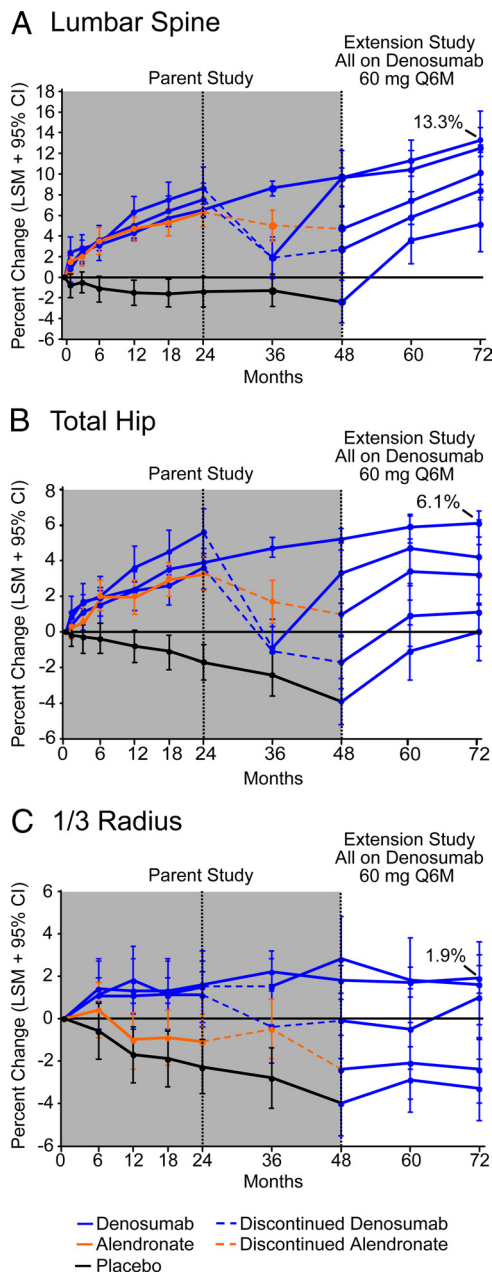 A Lumbar Spine
Extension Study
All on Denosumab
60 mg Q6M
Parent Study
Percent Change (LSM + 95% CI)
18
16
14
12
10
8
6
4
2
0
-2
-4
-6
13.3%
0 6 12 18 24 36 48 60 72
Months
B Total Hip
Extension Study
All on Denosumab
60 mg Q6M
Parent Study
Percent Change (LSM + 95% CI)
8
6
4
2
0
-2
-4
-6
6.1%
0 6 12 18 24 36 48 60 72
Months
C 1/3 Radius
Extension Study
All on Denosumab
60 mg Q6M
Parent Study
Percent Change (LSM + 95% CI)
6
4
2
0
-2
-4
-6
1.9%
0 6 12 18 24 36 48 60 72
Months
Denosumab
Discontinued Denosumab
Alendronate
Discontinued Alendronate
Placebo